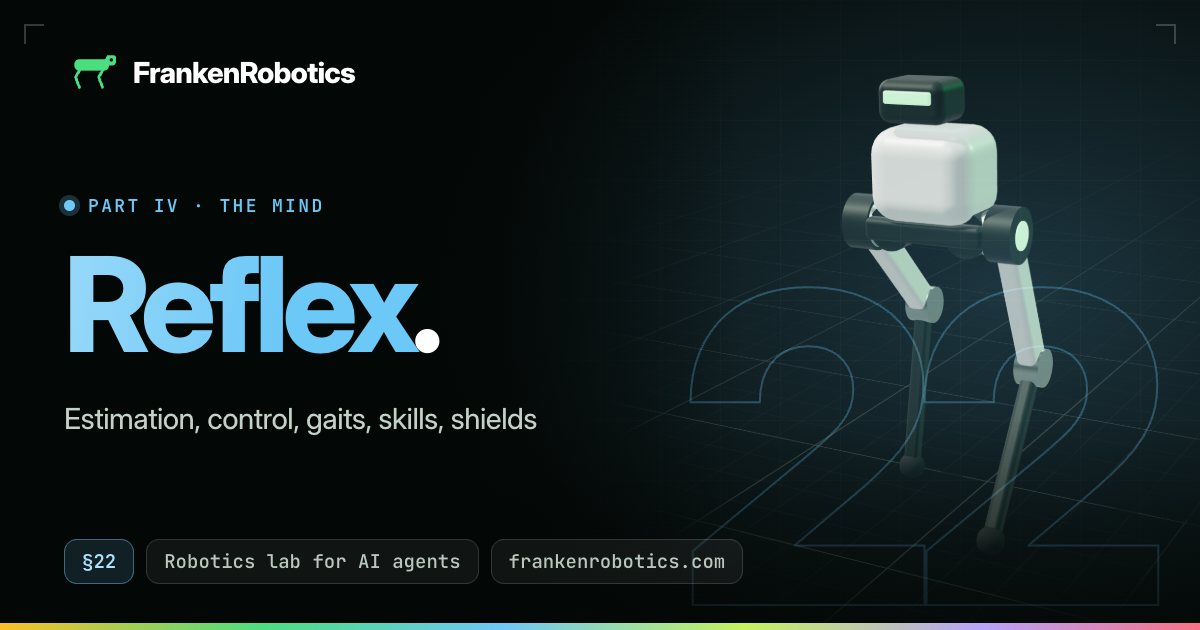 FrankenRobotics
PART IV · THE MIND
Reflex.
Estimation, control, gaits, skills, shields
§22
Robotics lab for AI agents
frankenrobotics.com
22